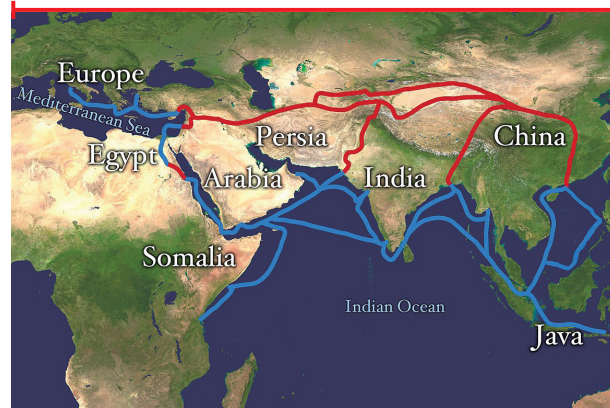 Europe
Mediterranean Sea
Egypt
Persia
China
Arabia
India
Somalia
Indian Ocean
Java